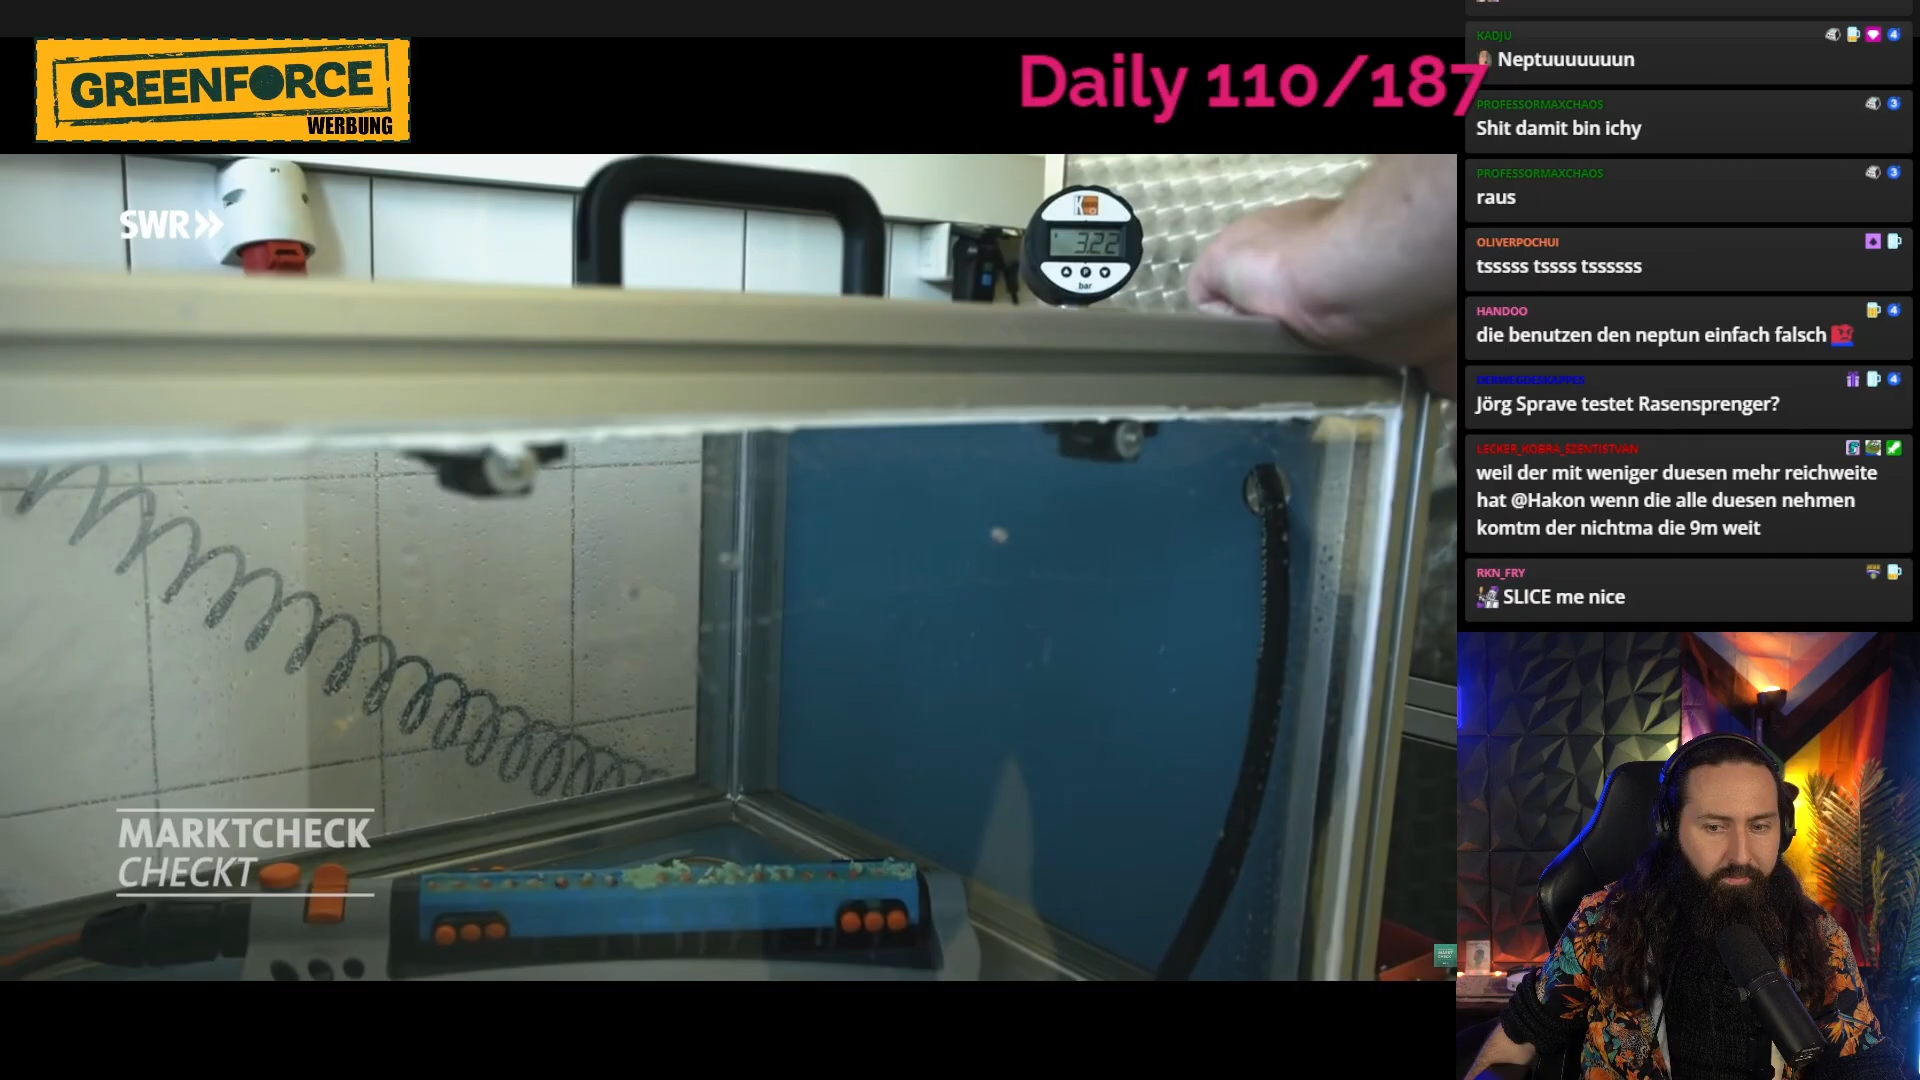 GREENFORCE
WERBUNG
Daily 110/187
SWR
3.22
P
bar
MARKTCHECK
CHECKT
KADJU
Neptuuuuuuun
PROFESSORMAXCHAOS
Shit damit bin ichy
PROFESSORMAXCHAOS
raus
OLIVERPOCHUI
tsssss tssss tssssss
HANDOO
die benutzen den neptun einfach falsch
DERWEGDESKAPPES
Jörg Sprave testet Rasensprenger?
LECKER_KOBRA_SZENTISTVAN
weil der mit weniger duesen mehr reichweite
hat @Hakon wenn die alle duesen nehmen
komtm der nichtma die 9m weit
RKN_FRY
SLICE me nice